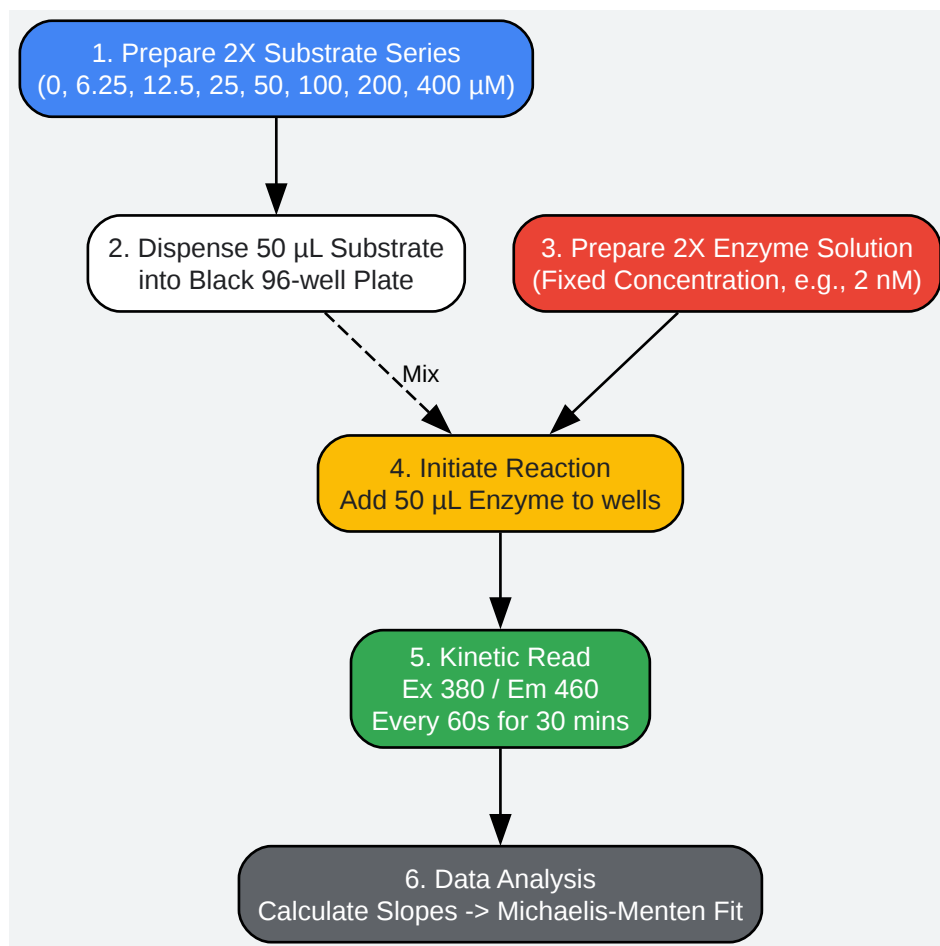 1. Prepare 2X Substrate Series
(0, 6.25, 12.5, 25, 50, 100, 200, 400 µM)
2. Dispense 50 µL Substrate
into Black 96-well Plate
3. Prepare 2X Enzyme Solution
(Fixed Concentration, e.g., 2 nM)
Mix
4. Initiate Reaction
Add 50 µL Enzyme to wells
5. Kinetic Read
Ex 380 / Em 460
Every 60s for 30 mins
6. Data Analysis
Calculate Slopes -> Michaelis-Menten Fit